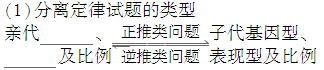 (1)分离定律试题的类型
亲代______、 正推类问题 子代基因型、
______及比例 逆推类问题 表现型及比例